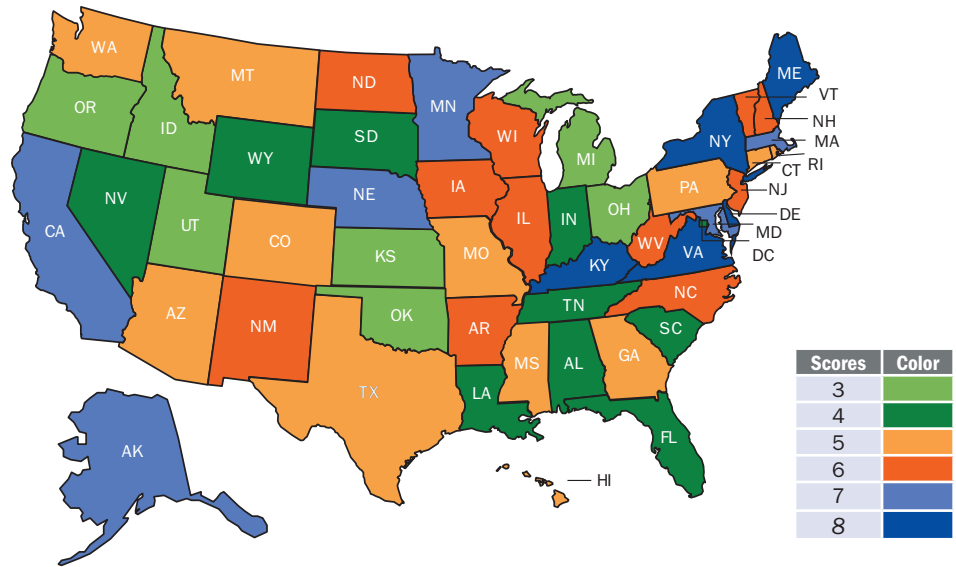 WA
MT
ND
MN
OR
ID
WY
SD
WI
MI
NY
ME
VT
NH
MA
RI
CT
NJ
DE
MD
DC
CA
NV
UT
CO
NE
KS
IA
MO
IL
IN
OH
PA
WV
VA
KY
TN
NC
SC
AZ
NM
TX
OK
AR
LA
MS
AL
GA
FL
AK
HI
Scores Color
3
4
5
6
7
8